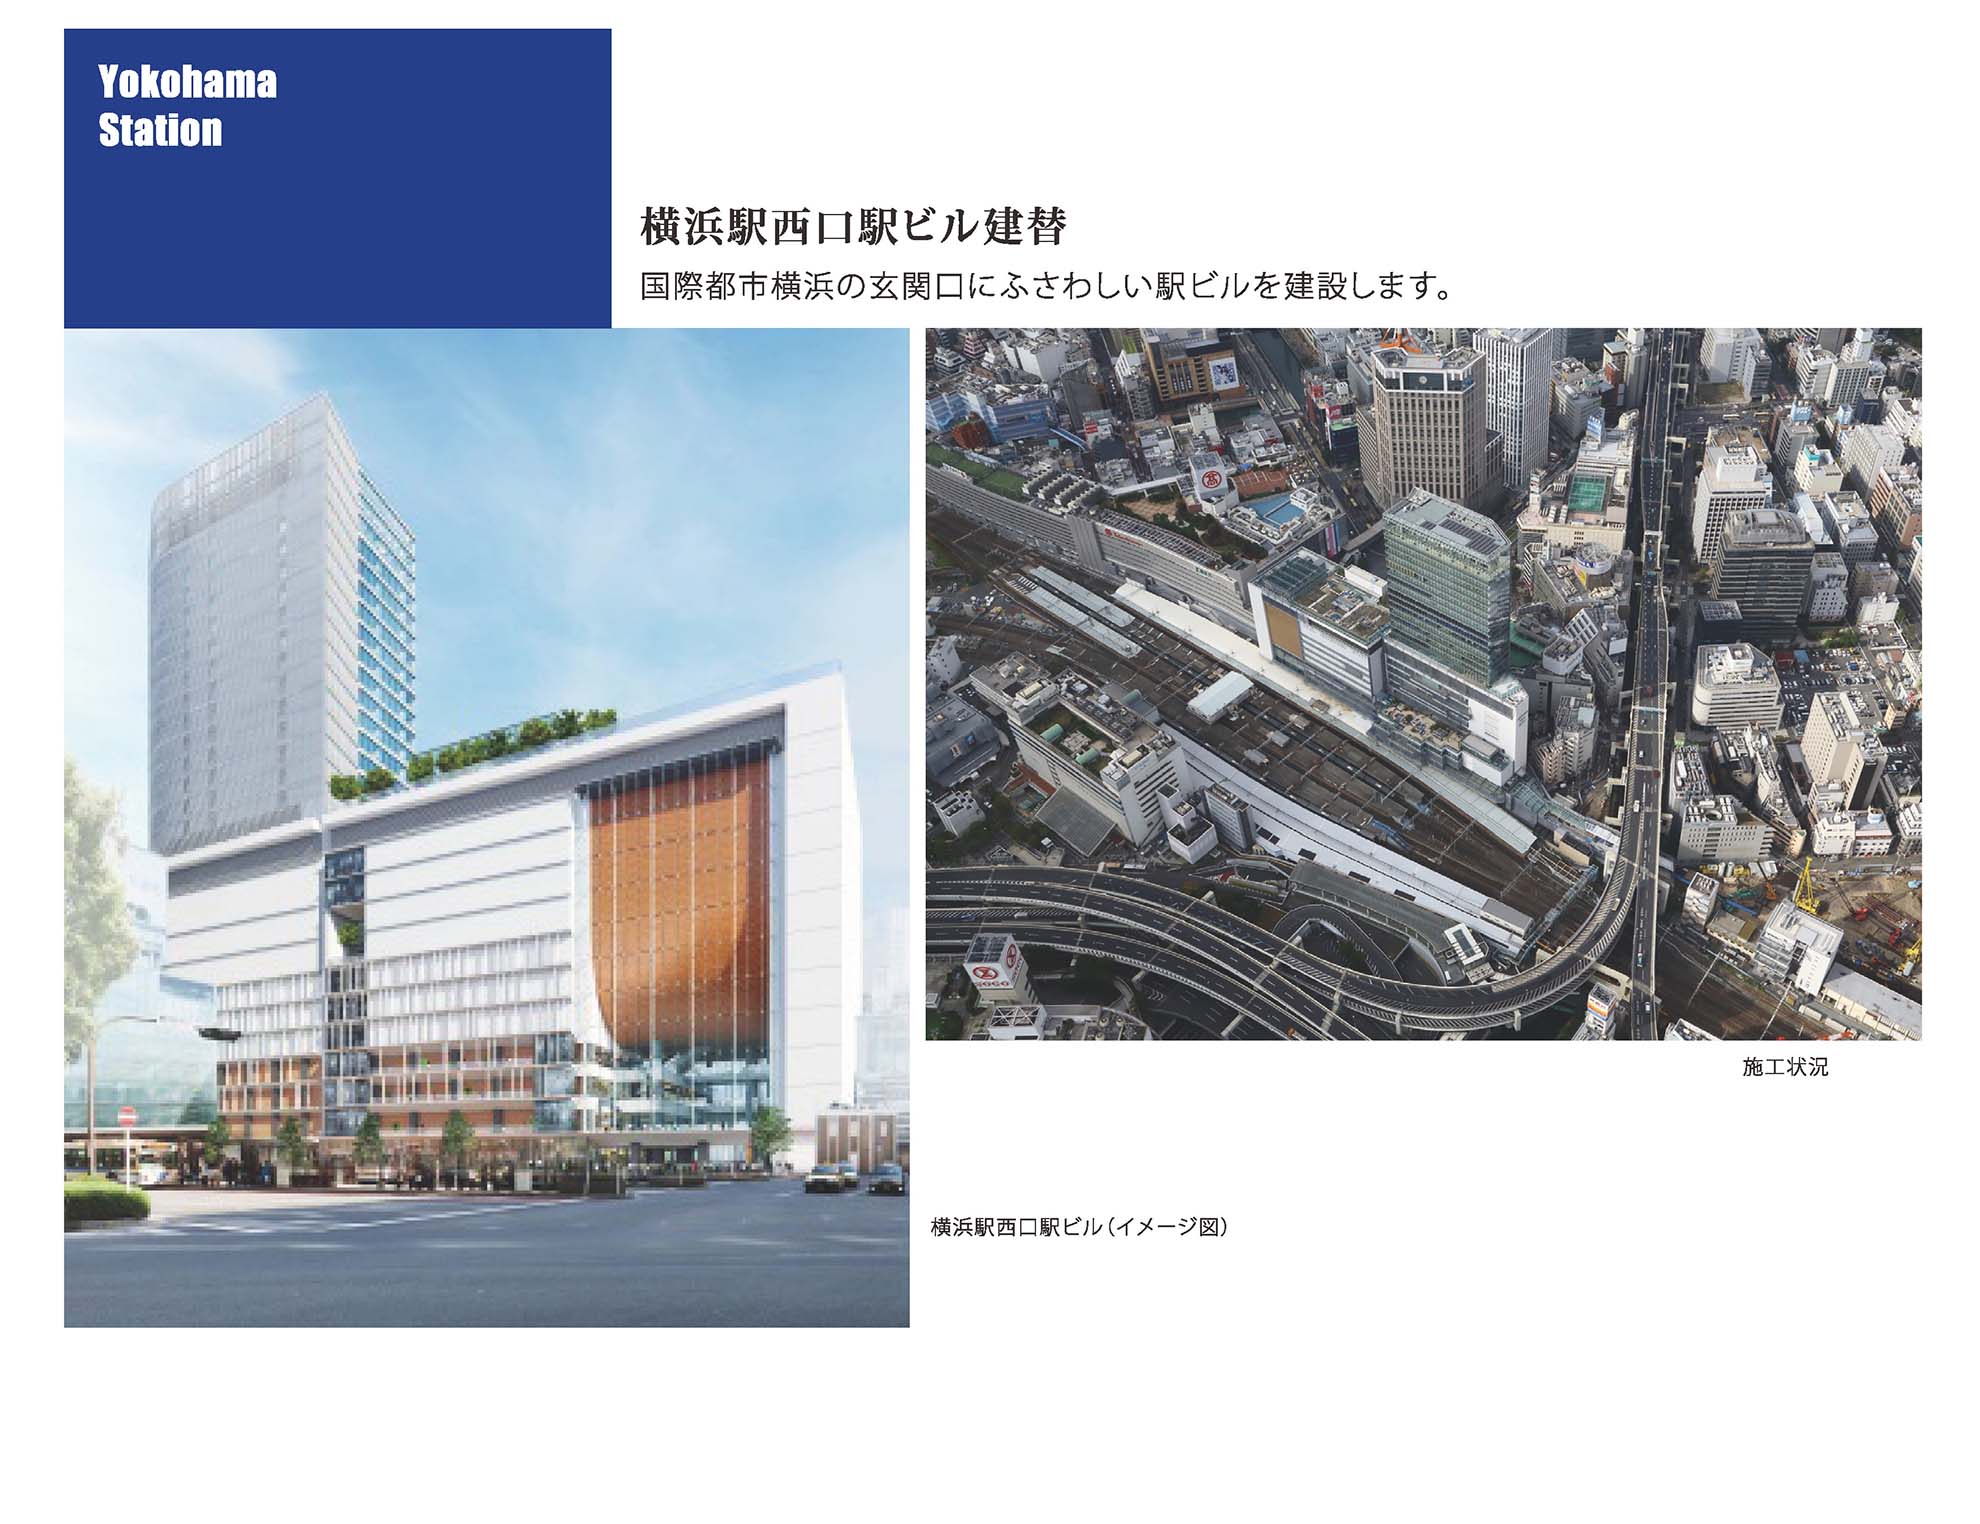 Yokohama
Station
横浜駅西口駅ビル建替
国際都市横浜の玄関口にふさわしい駅ビルを建設します。
施工状況
横浜駅西口駅ビル（イメージ図）
髙
SOGO